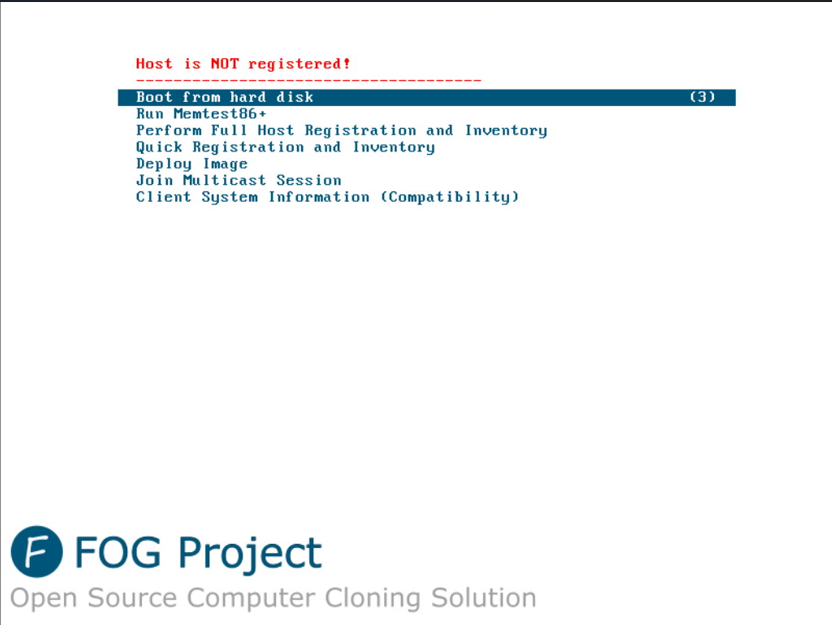 Host is NOT registered!
-------------------------------------
Boot from hard disk (3)
Run Memtest86+
Perform Full Host Registration and Inventory
Quick Registration and Inventory
Deploy Image
Join Multicast Session
Client System Information (Compatibility)
F FOG Project
Open Source Computer Cloning Solution